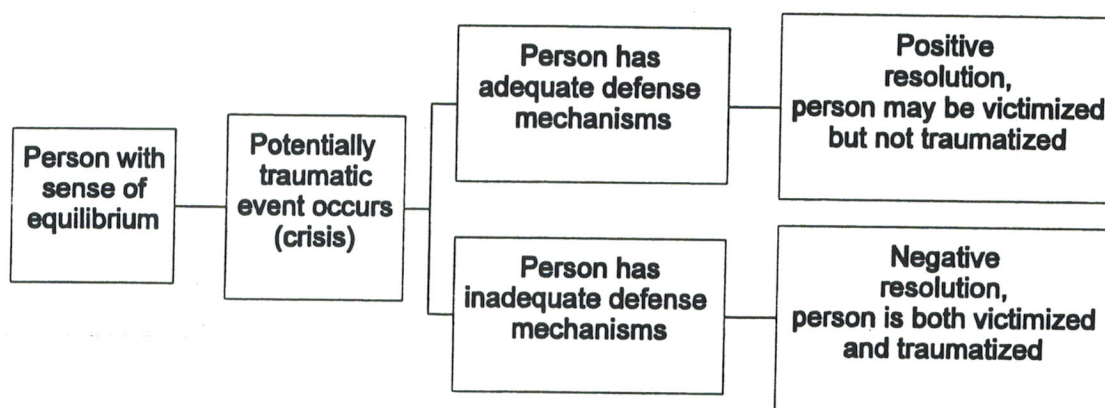 Person with
sense of
equilibrium
Potentially
traumatic
event occurs
(crisis)
Person has
adequate defense
mechanisms
Positive
resolution,
person may be victimized
but not traumatized
Person has
inadequate defense
mechanisms
Negative
resolution,
person is both victimized
and traumatized